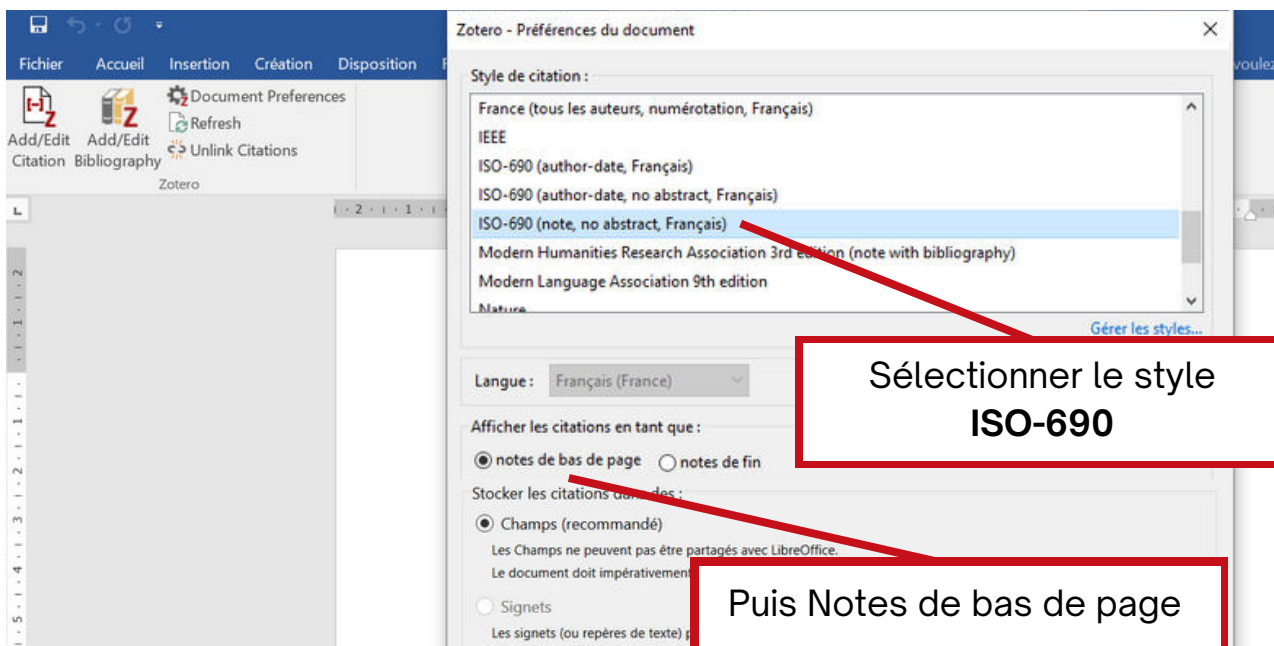 Zotero - Préférences du document
Fichier Accueil Insertion Création Disposition
voulez
Add/Edit Citation
Add/Edit Bibliography
Document Preferences
Refresh
Unlink Citations
Zotero
Style de citation :
France (tous les auteurs, numérotation, Français)
IEEE
ISO-690 (author-date, Français)
ISO-690 (author-date, no abstract, Français)
ISO-690 (note, no abstract, Français)
Modern Humanities Research Association 3rd edition (note with bibliography)
Modern Language Association 9th edition
Nature
Gérer les styles...
Langue : Français (France)
Sélectionner le style
ISO-690
Afficher les citations en tant que :
notes de bas de page notes de fin
Stocker les citations dans des :
Champs (recommandé)
Les Champs ne peuvent pas être partagés avec LibreOffice.
Le document doit impérativement
Puis Notes de bas de page
Signets
Les signets (ou repères de texte)